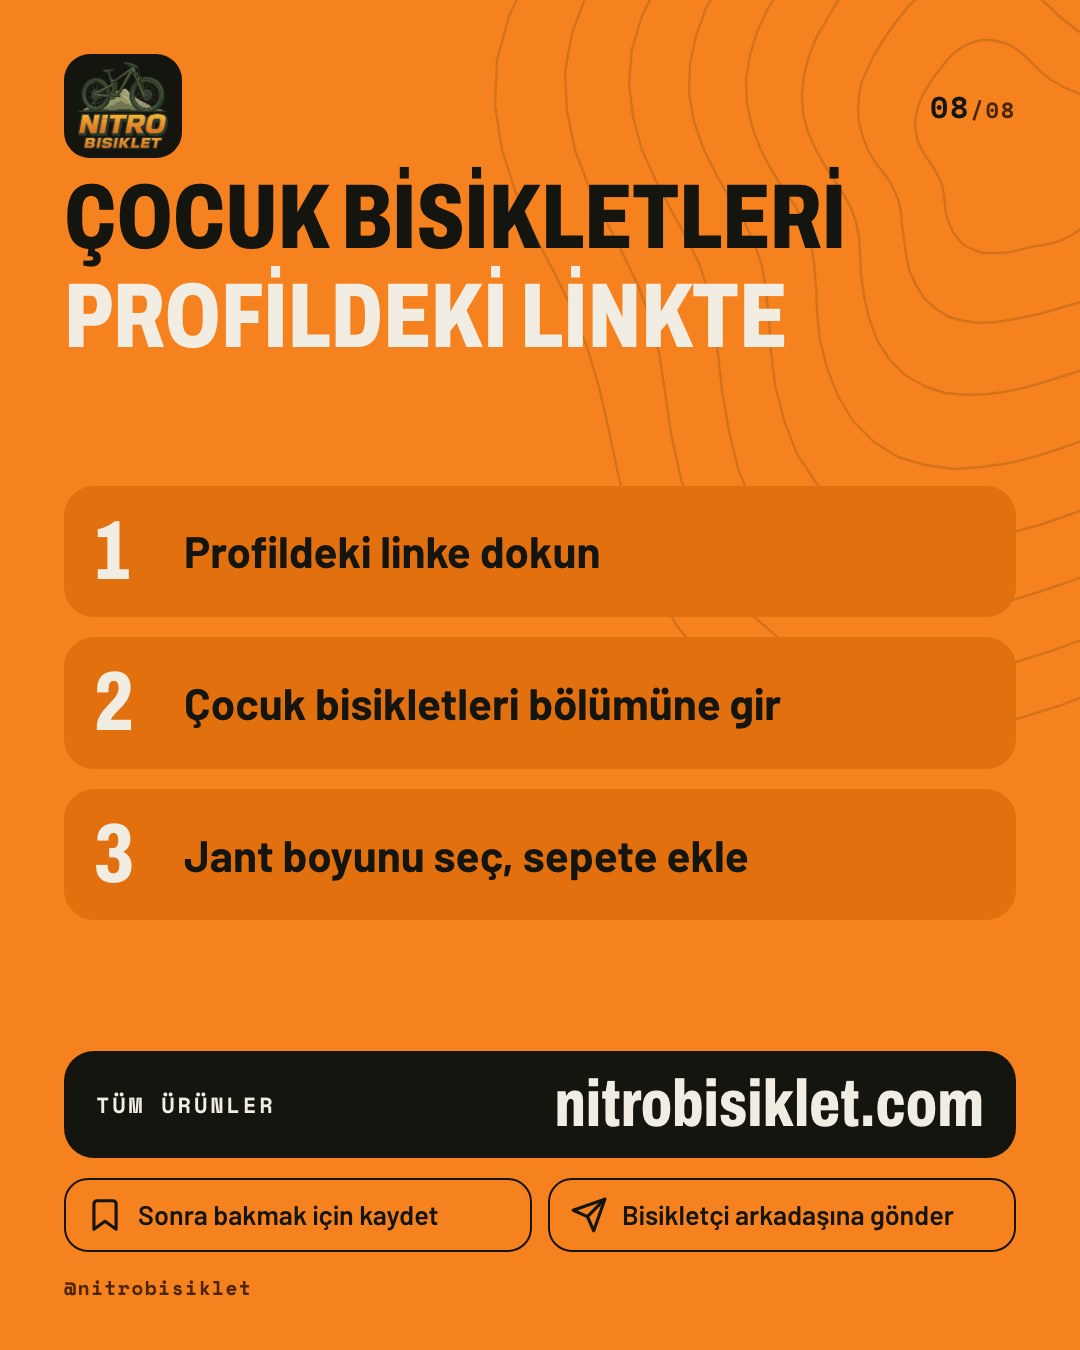 NITRO
BISIKLET
08/08
ÇOCUK BİSİKLETLERİ
PROFİLDEKİ LİNKTE
1 Profildeki linke dokun
2 Çocuk bisikletleri bölümüne gir
3 Jant boyunu seç, sepete ekle
TÜM ÜRÜNLER nitrobisiklet.com
Sonra bakmak için kaydet
Bisikletçi arkadaşına gönder
@nitrobisiklet